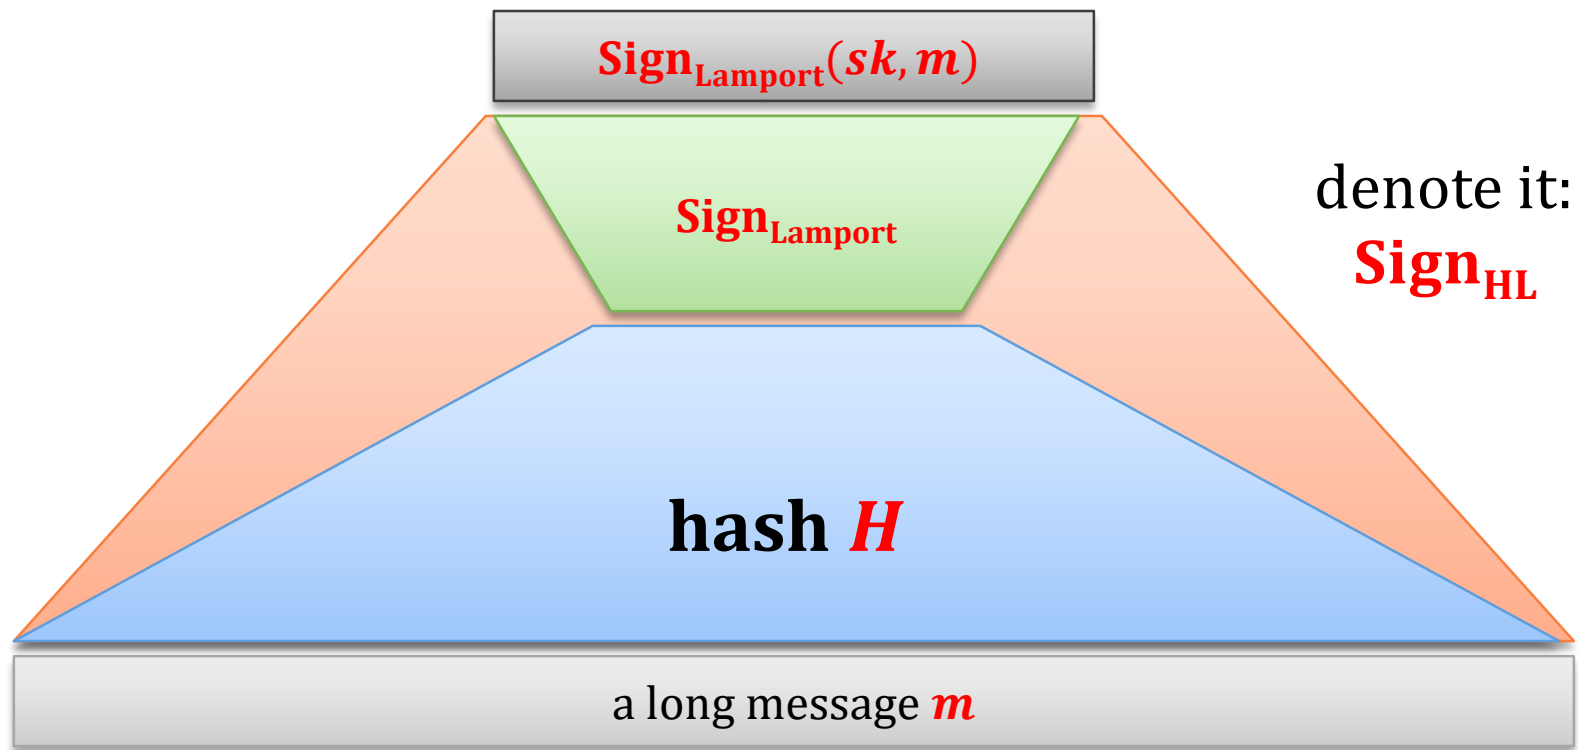 Sign_Lamport(sk, m)
Sign_Lamport
denote it:
Sign_HL
hash H
a long message m